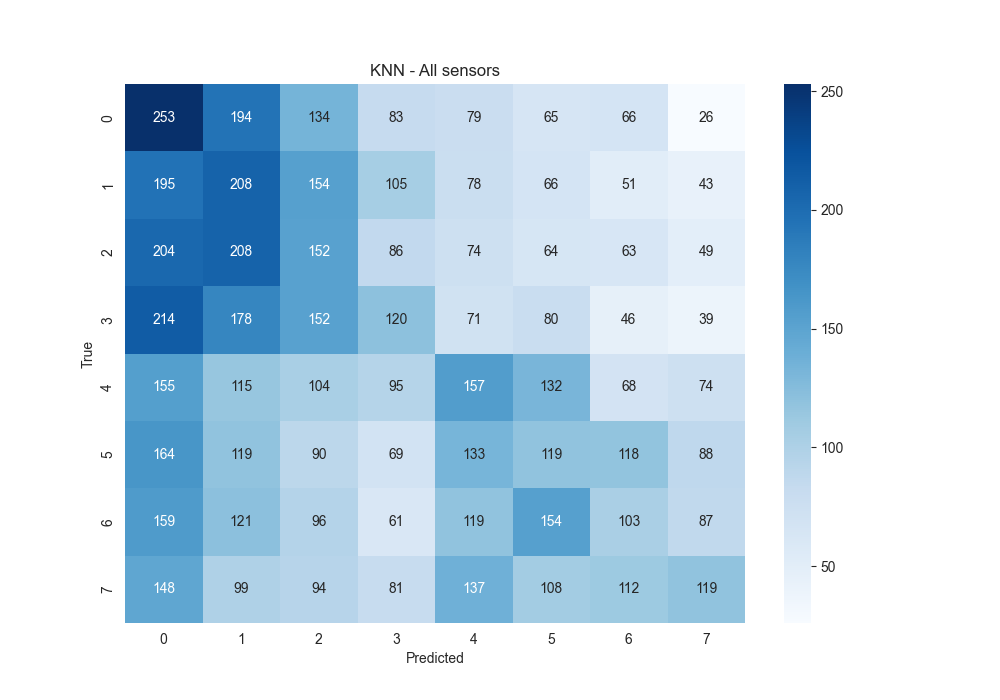 KNN - All sensors
0 253 194 134 83 79 65 66 26
1 195 208 154 105 78 66 51 43
2 204 208 152 86 74 64 63 49
3 214 178 152 120 71 80 46 39
4 155 115 104 95 157 132 68 74
5 164 119 90 69 133 119 118 88
6 159 121 96 61 119 154 103 87
7 148 99 94 81 137 108 112 119
0 1 2 3 4 5 6 7
Predicted
True
250
200
150
100
50